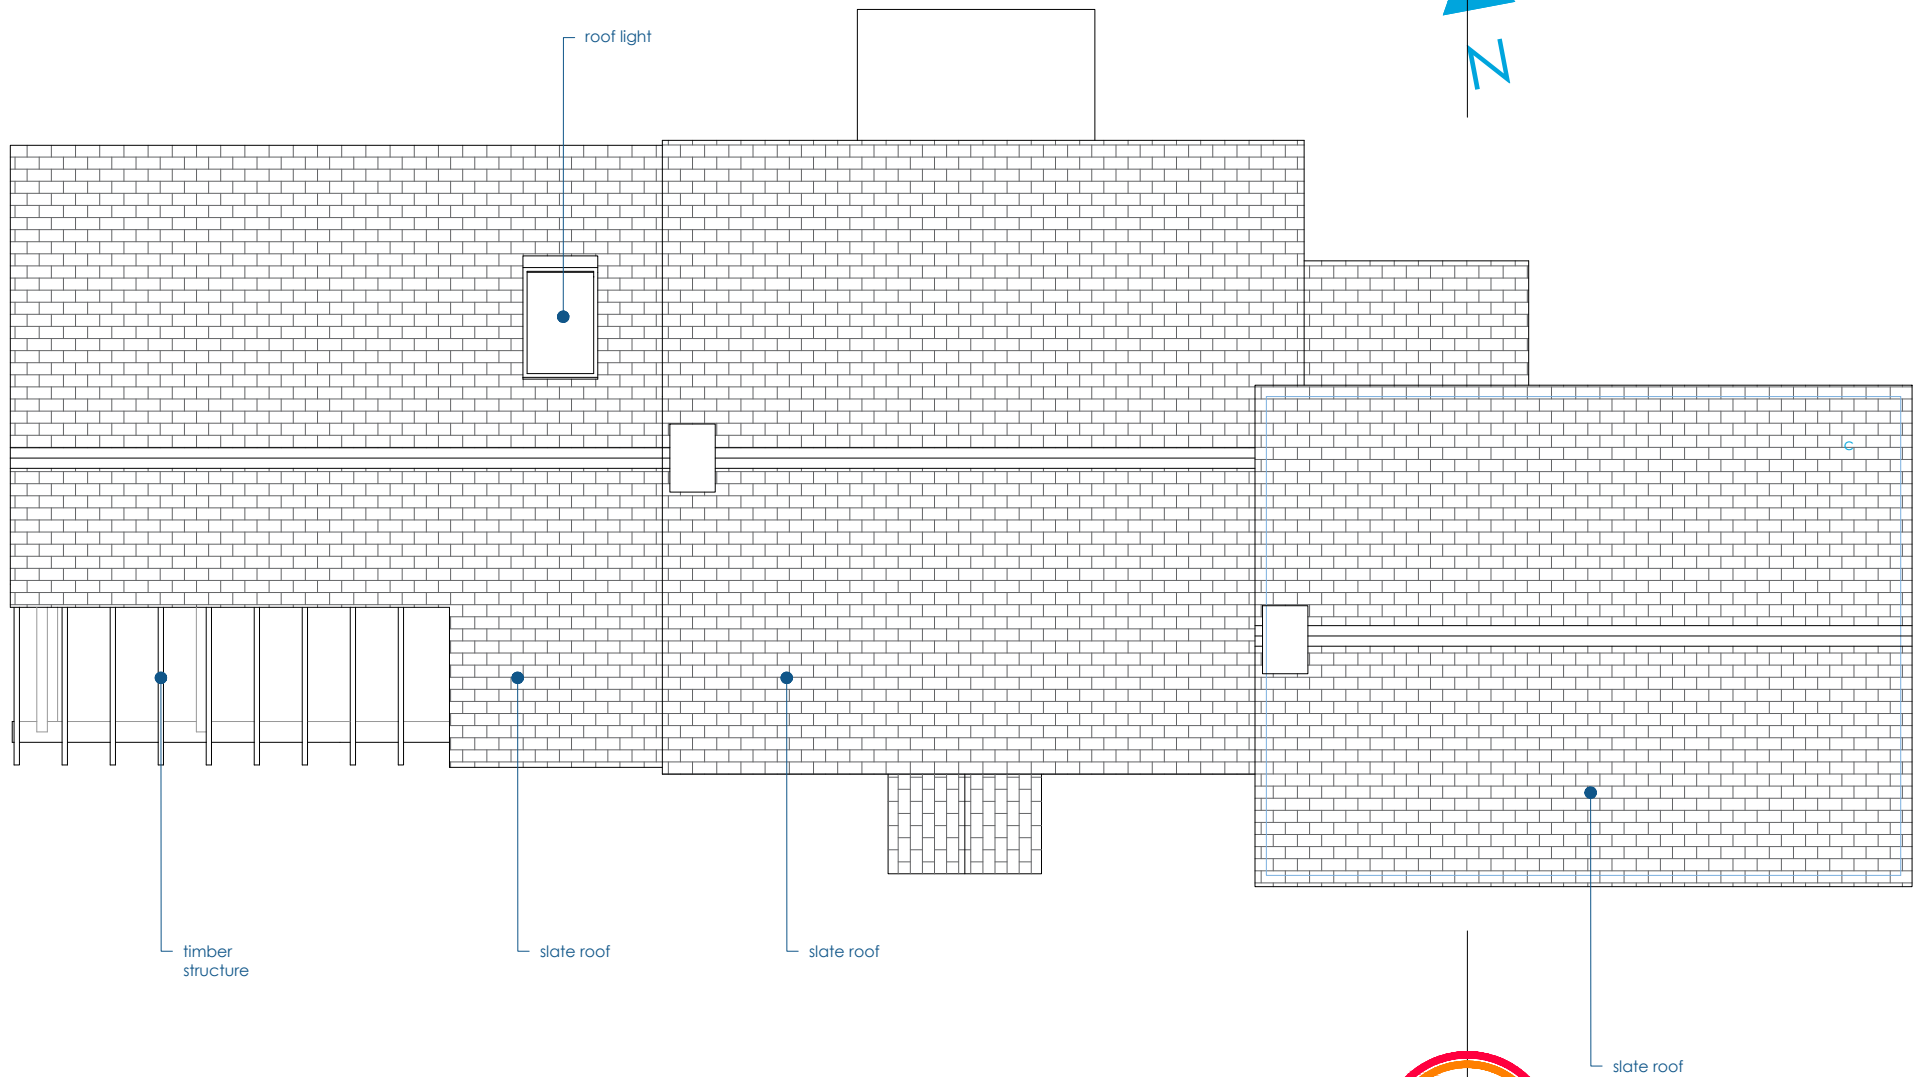 roof light
N
C
timber
structure
slate roof
slate roof
slate roof